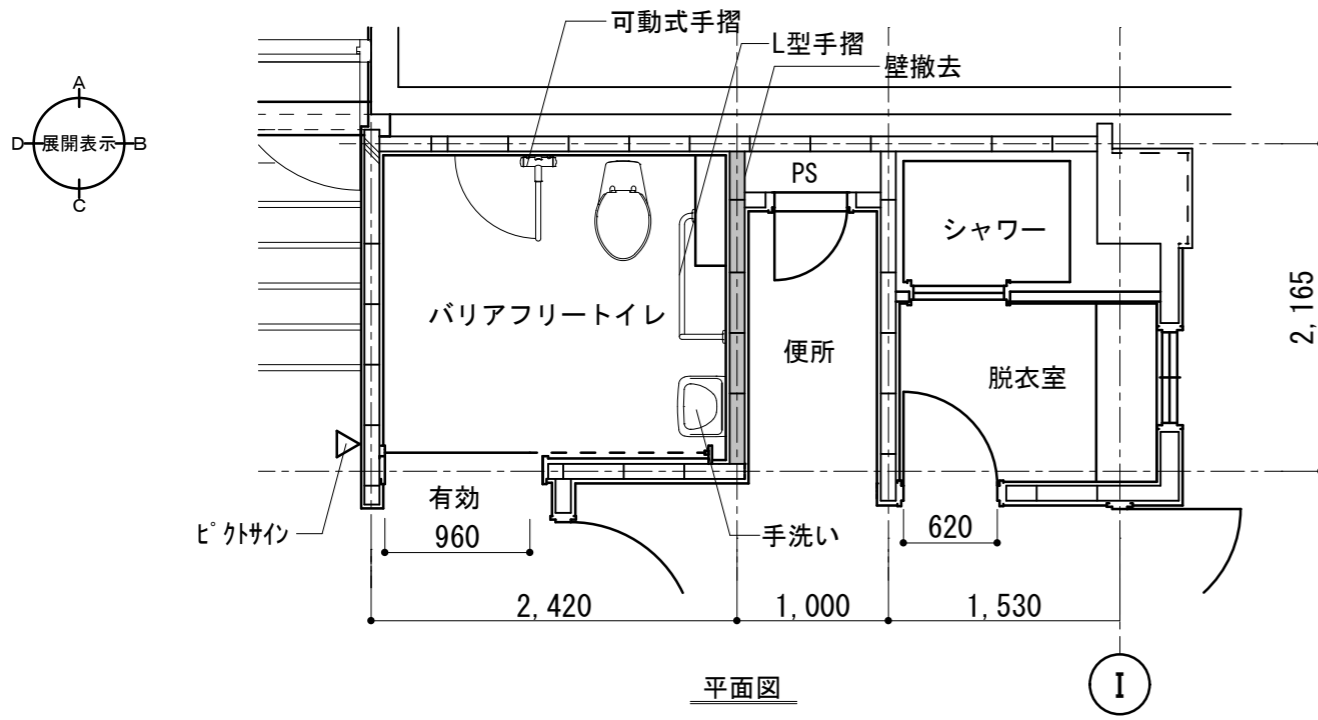 可動式手摺
L型手摺
壁撤去
A
D 展開表示 B
C
PS
シャワー
バリアフリートイレ
便所
脱衣室
2,165
有効
960
ﾋﾟｸﾄサイン
手洗い
620
2,420
1,000
1,530
平面図
I